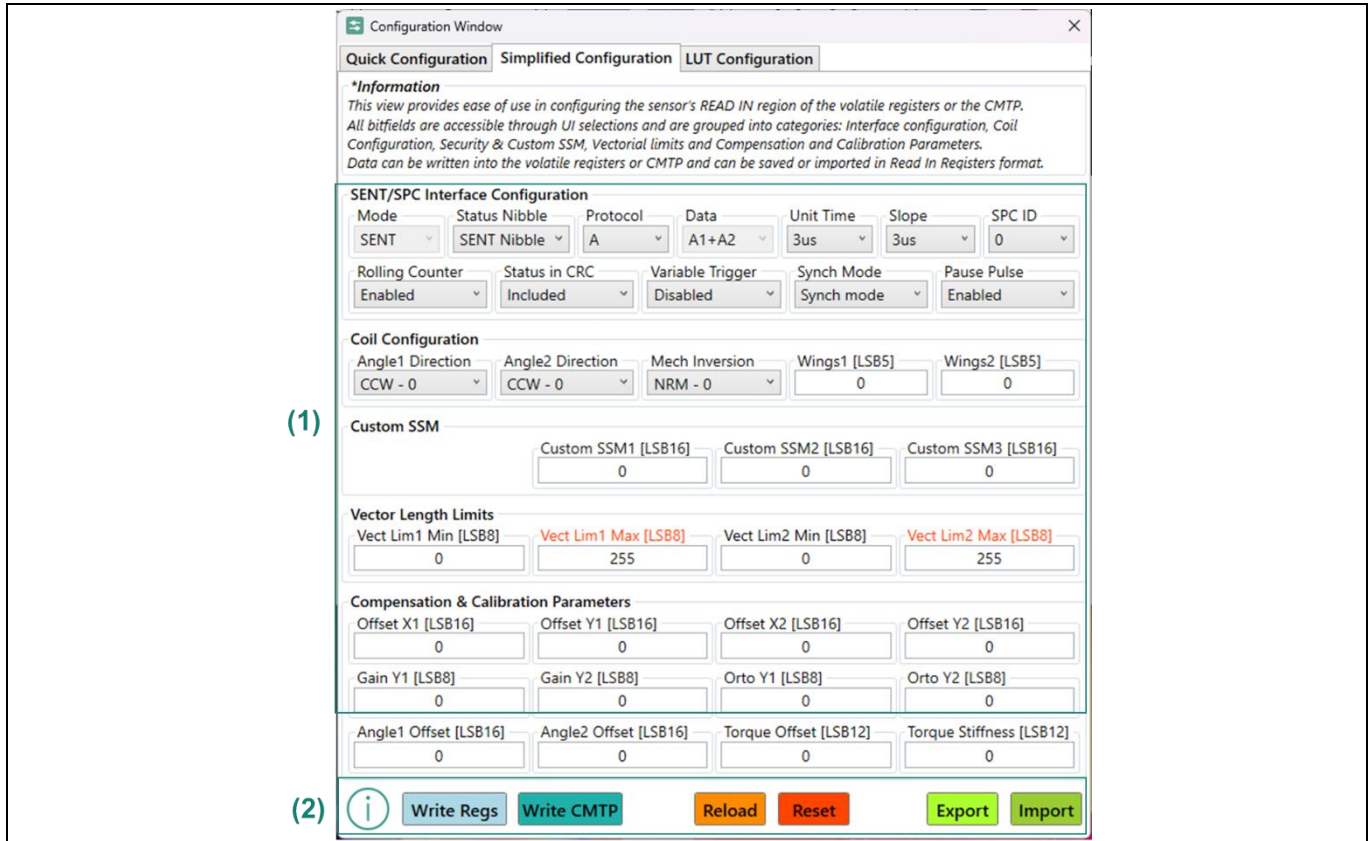 Configuration Window
Quick Configuration Simplified Configuration LUT Configuration
*Information
This view provides ease of use in configuring the sensor's READ IN region of the volatile registers or the CMTP.
All bitfields are accessible through UI selections and are grouped into categories: Interface configuration, Coil
Configuration, Security & Custom SSM, Vectorial limits and Compensation and Calibration Parameters.
Data can be written into the volatile registers or CMTP and can be saved or imported in Read In Registers format.
SENT/SPC Interface Configuration
Mode Status Nibble Protocol Data Unit Time Slope SPC ID
SENT SENT Nibble A A1+A2 3us 3us 0
Rolling Counter Status in CRC Variable Trigger Synch Mode Pause Pulse
Enabled Included Disabled Synch mode Enabled
Coil Configuration
Angle1 Direction Angle2 Direction Mech Inversion Wings1 [LSB5] Wings2 [LSB5]
CCW - 0 CCW - 0 NRM - 0 0 0
(1)
Custom SSM
Custom SSM1 [LSB16] Custom SSM2 [LSB16] Custom SSM3 [LSB16]
0 0 0
Vector Length Limits
Vect Lim1 Min [LSB8] Vect Lim1 Max [LSB8] Vect Lim2 Min [LSB8] Vect Lim2 Max [LSB8]
0 255 0 255
Compensation & Calibration Parameters
Offset X1 [LSB16] Offset Y1 [LSB16] Offset X2 [LSB16] Offset Y2 [LSB16]
0 0 0 0
Gain Y1 [LSB8] Gain Y2 [LSB8] Orto Y1 [LSB8] Orto Y2 [LSB8]
0 0 0 0
Angle1 Offset [LSB16] Angle2 Offset [LSB16] Torque Offset [LSB12] Torque Stiffness [LSB12]
0 0 0 0
(2) i Write Regs Write CMTP Reload Reset Export Import